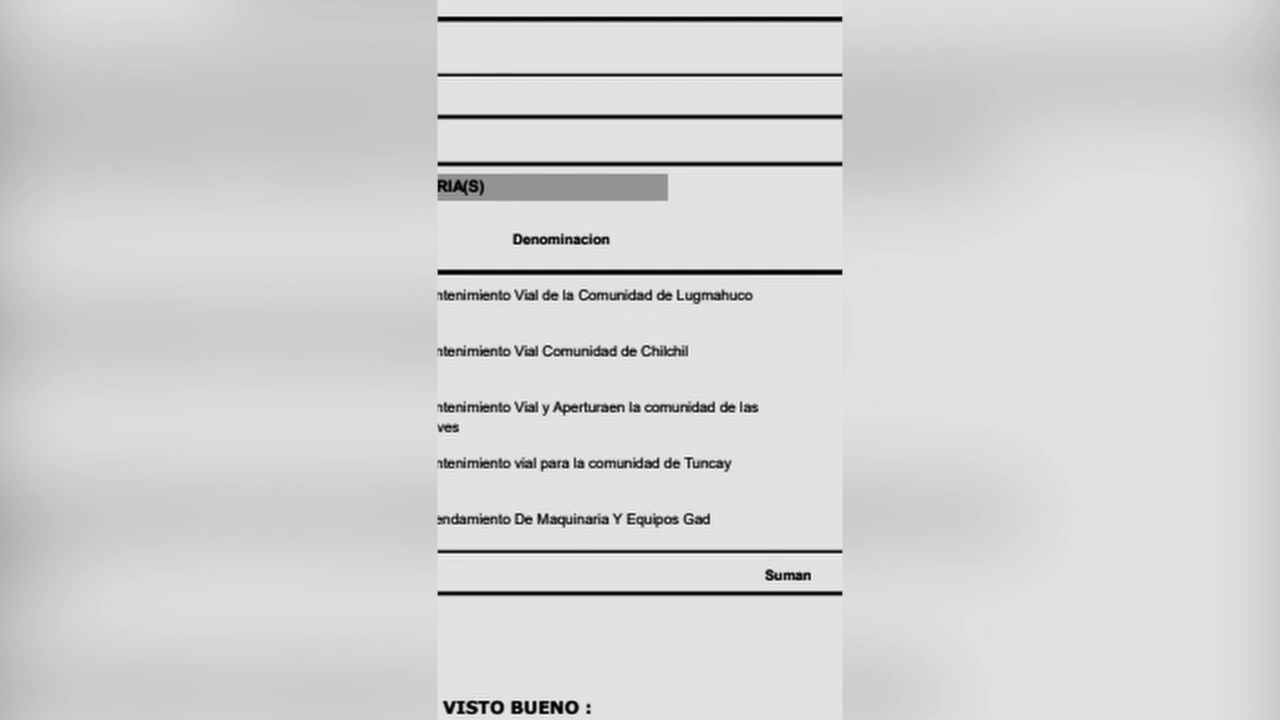 RIA(S)
Denominacion
ntenimiento Vial de la Comunidad de Lugmahuco
ntenimiento Vial Comunidad de Chilchil
ntenimiento Vial y Aperturaen la comunidad de las
ves
ntenimiento vial para la comunidad de Tuncay
endamiento De Maquinaria Y Equipos Gad
Suman
VISTO BUENO :